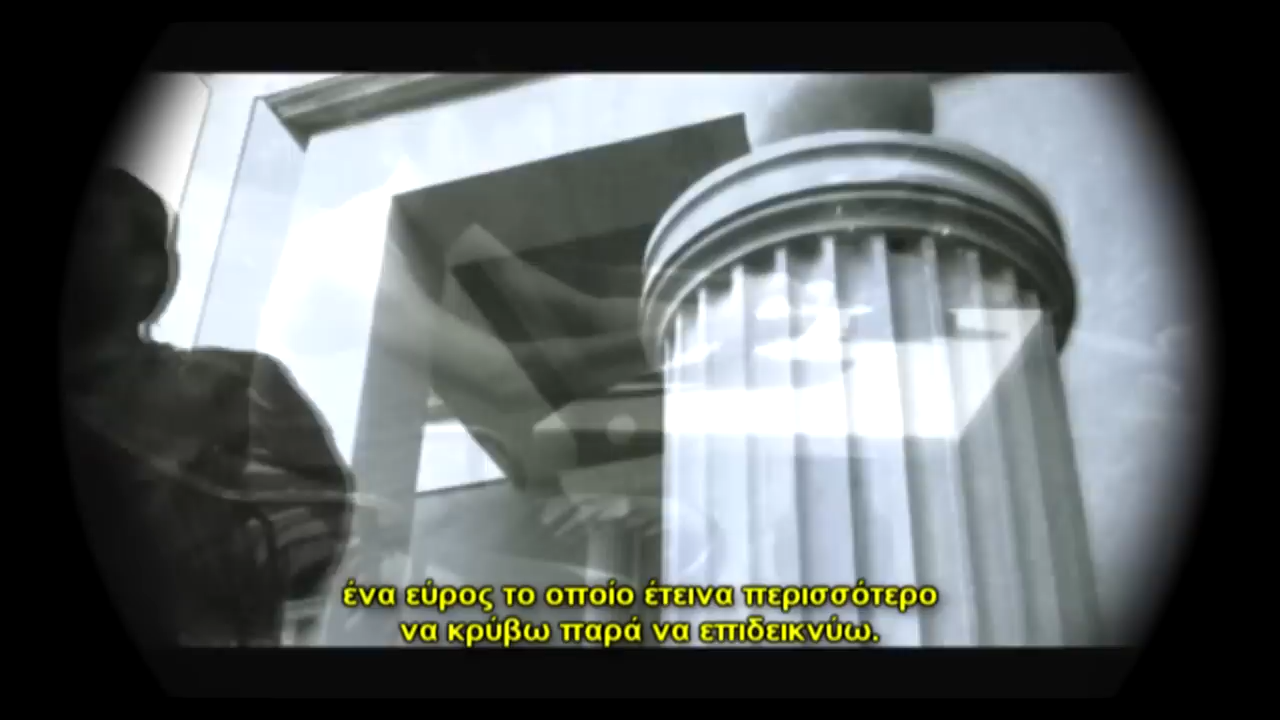 ένα εύρος το οποίο έτεινα περισσότερο
να κρύβω παρά να επιδεικνύω.